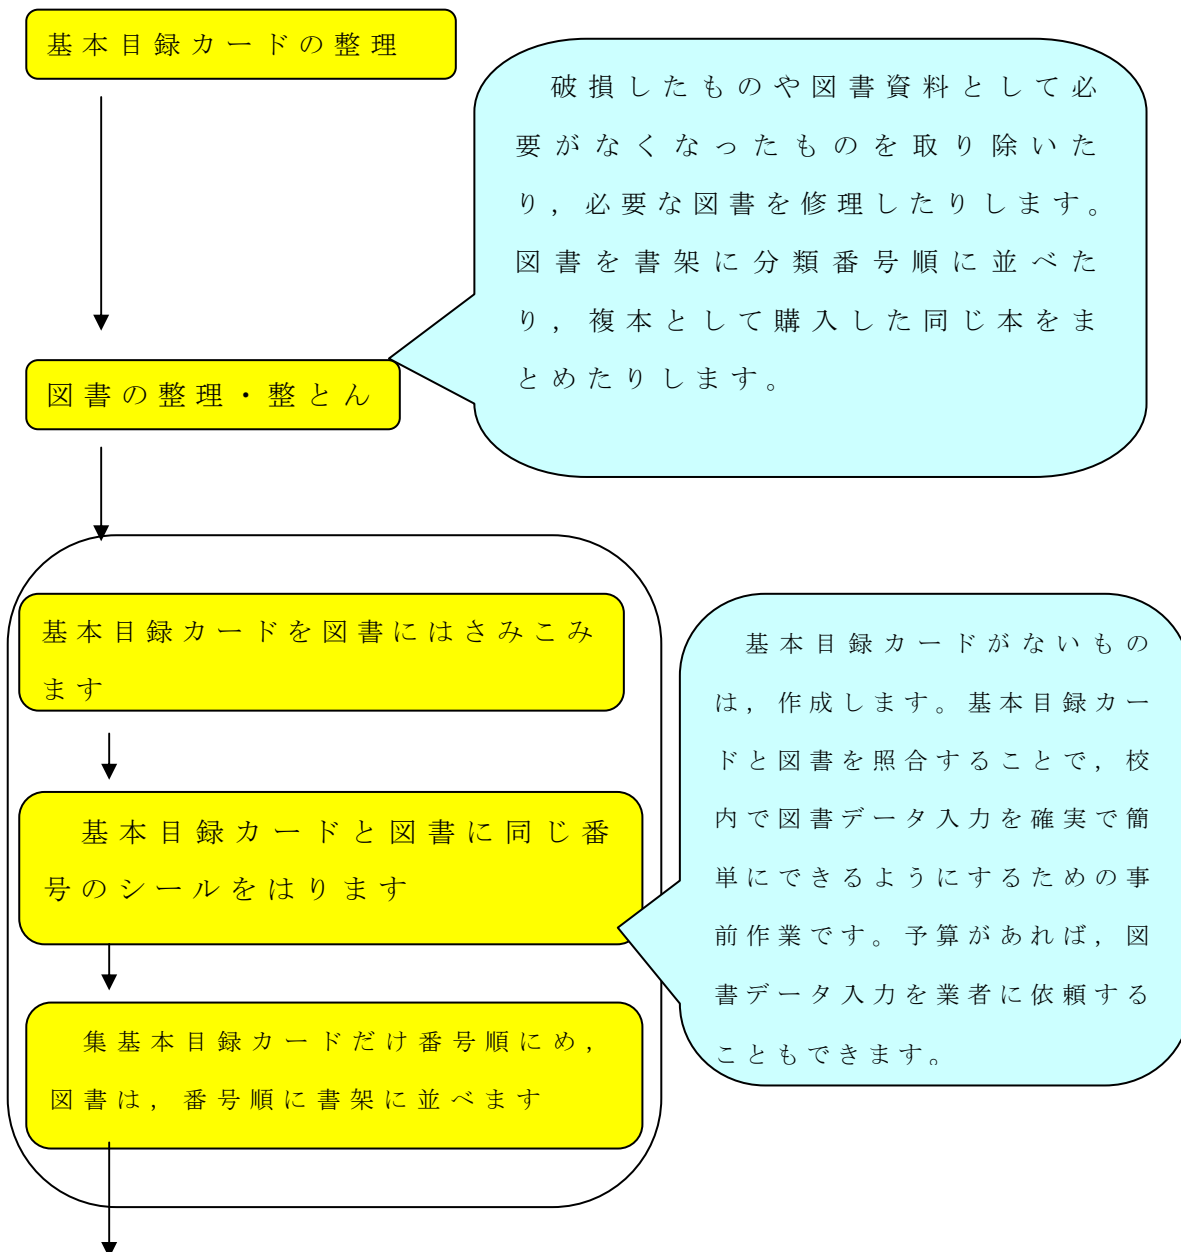 基本目録カードの整理
破損したものや図書資料として必
要がなくなったものを取り除いた
り，必要な図書を修理したりします。
図書を書架に分類番号順に並べた
り，複本として購入した同じ本をま
とめたりします。
図書の整理・整とん
基本目録カードを図書にはさみこみ
ます
基本目録カードと図書に同じ番
号のシールをはります
基本目録カードがないもの
は，作成します。基本目録カー
ドと図書を照合することで，校
内で図書データ入力を確実で簡
単にできるようにするための事
前作業です。予算があれば，図
書データ入力を業者に依頼する
こともできます。
集基本目録カードだけ番号順にめ，
図書は，番号順に書架に並べます